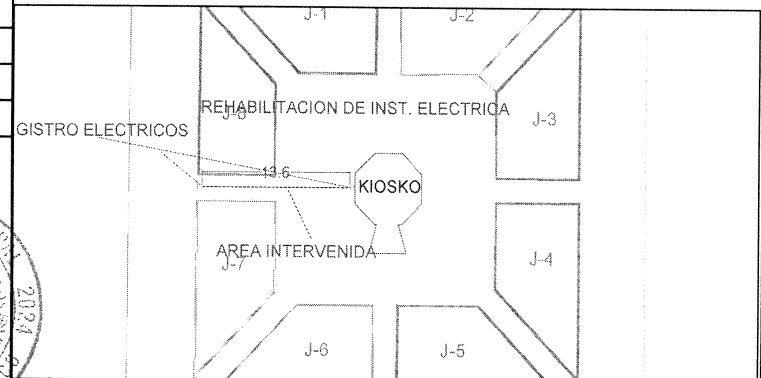 J-1
J-2
REHABILITACION DE INST. ELECTRICA
J-8
J-3
GISTRO ELECTRICOS
13.6
KIOSKO
AREA INTERVENIDA
J-7
J-4
J-6
J-5
2024